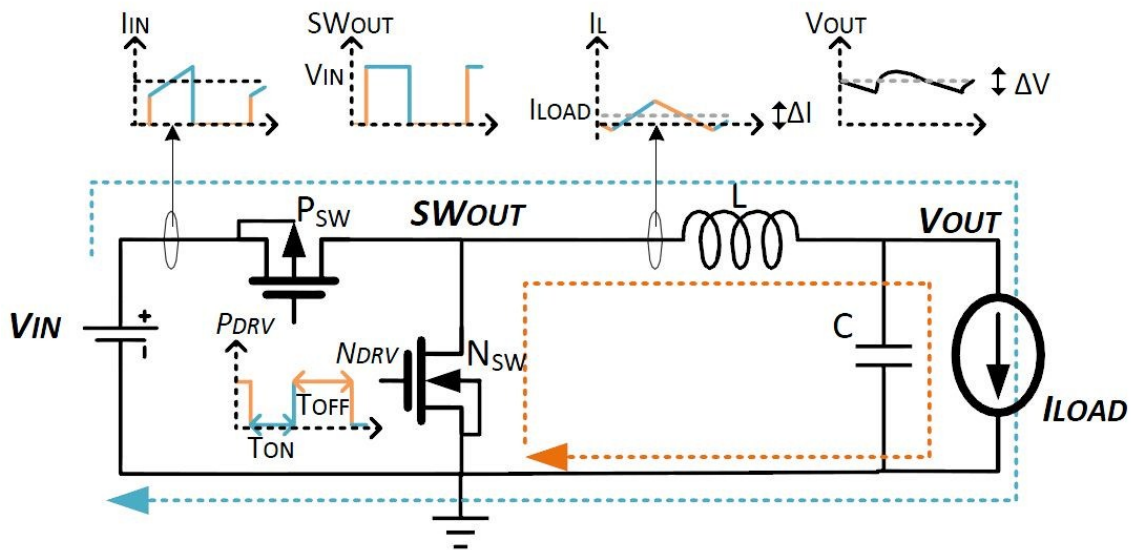 IIN
SWOUT
IL
VOUT
VIN
ILOAD
ΔI
ΔV
PSW
SWOUT
L
VOUT
VIN
+
-
PDRV
NDRV
NSW
C
TOFF
TON
ILOAD